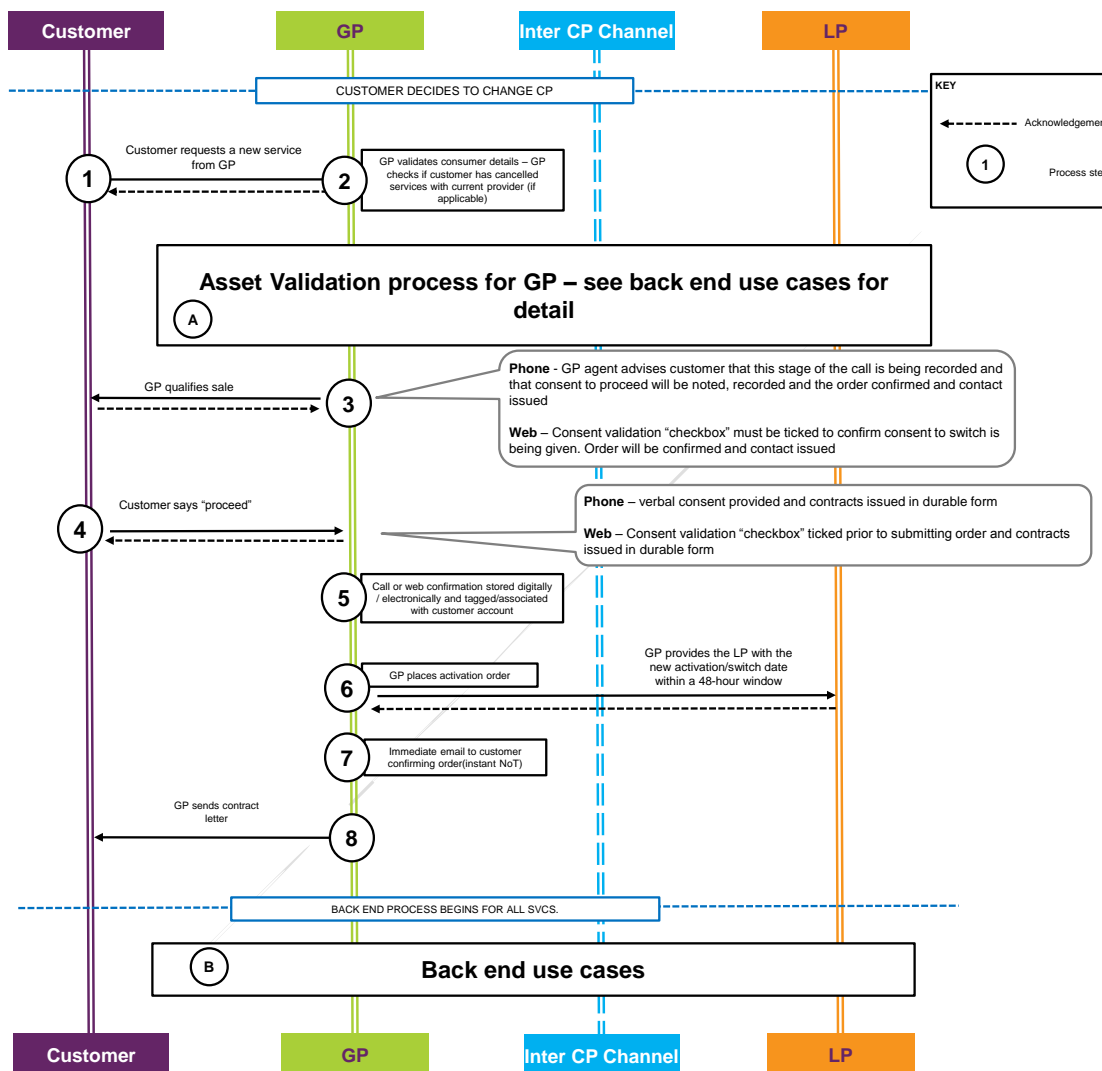 Customer
GP
Inter CP Channel
LP
CUSTOMER DECIDES TO CHANGE CP
KEY
Acknowledgemen
1
Process ste
Customer requests a new service
from GP
1
2
GP validates consumer details – GP
checks if customer has cancelled
services with current provider (if
applicable)
Asset Validation process for GP – see back end use cases for
detail
A
GP qualifies sale
3
Phone - GP agent advises customer that this stage of the call is being recorded and
that consent to proceed will be noted, recorded and the order confirmed and contact
issued
Web – Consent validation “checkbox” must be ticked to confirm consent to switch is
being given. Order will be confirmed and contact issued
Customer says “proceed”
4
Phone – verbal consent provided and contracts issued in durable form
Web – Consent validation “checkbox” ticked prior to submitting order and contracts
issued in durable form
5
Call or web confirmation stored digitally
/ electronically and tagged/associated
with customer account
6
GP places activation order
GP provides the LP with the
new activation/switch date
within a 48-hour window
7
Immediate email to customer
confirming order(instant NoT)
GP sends contract
letter
8
BACK END PROCESS BEGINS FOR ALL SVCS.
B
Back end use cases
Customer
GP
Inter CP Channel
LP